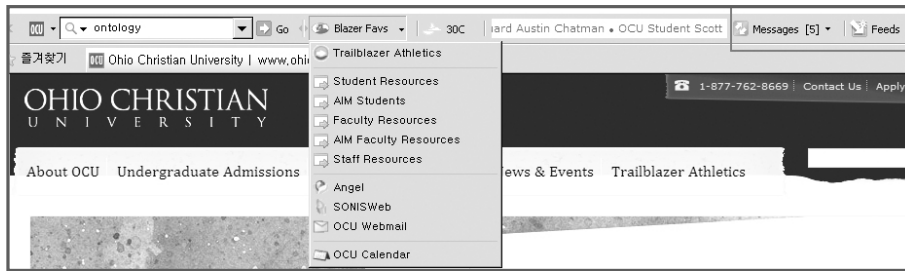 OCU ontology Go Blazer Favs 30C ard Austin Chatman • OCU Student Scott Messages [5] Feeds
즐겨찾기 OCU Ohio Christian University | www.ohi
Trailblazer Athletics
Student Resources
AIM Students
Faculty Resources
AIM Faculty Resources
Staff Resources
Angel
SONISWeb
OCU Webmail
OCU Calendar
1-877-762-8669 Contact Us Apply
OHIO CHRISTIAN
UNIVERSITY
About OCU Undergraduate Admissions ews & Events Trailblazer Athletics